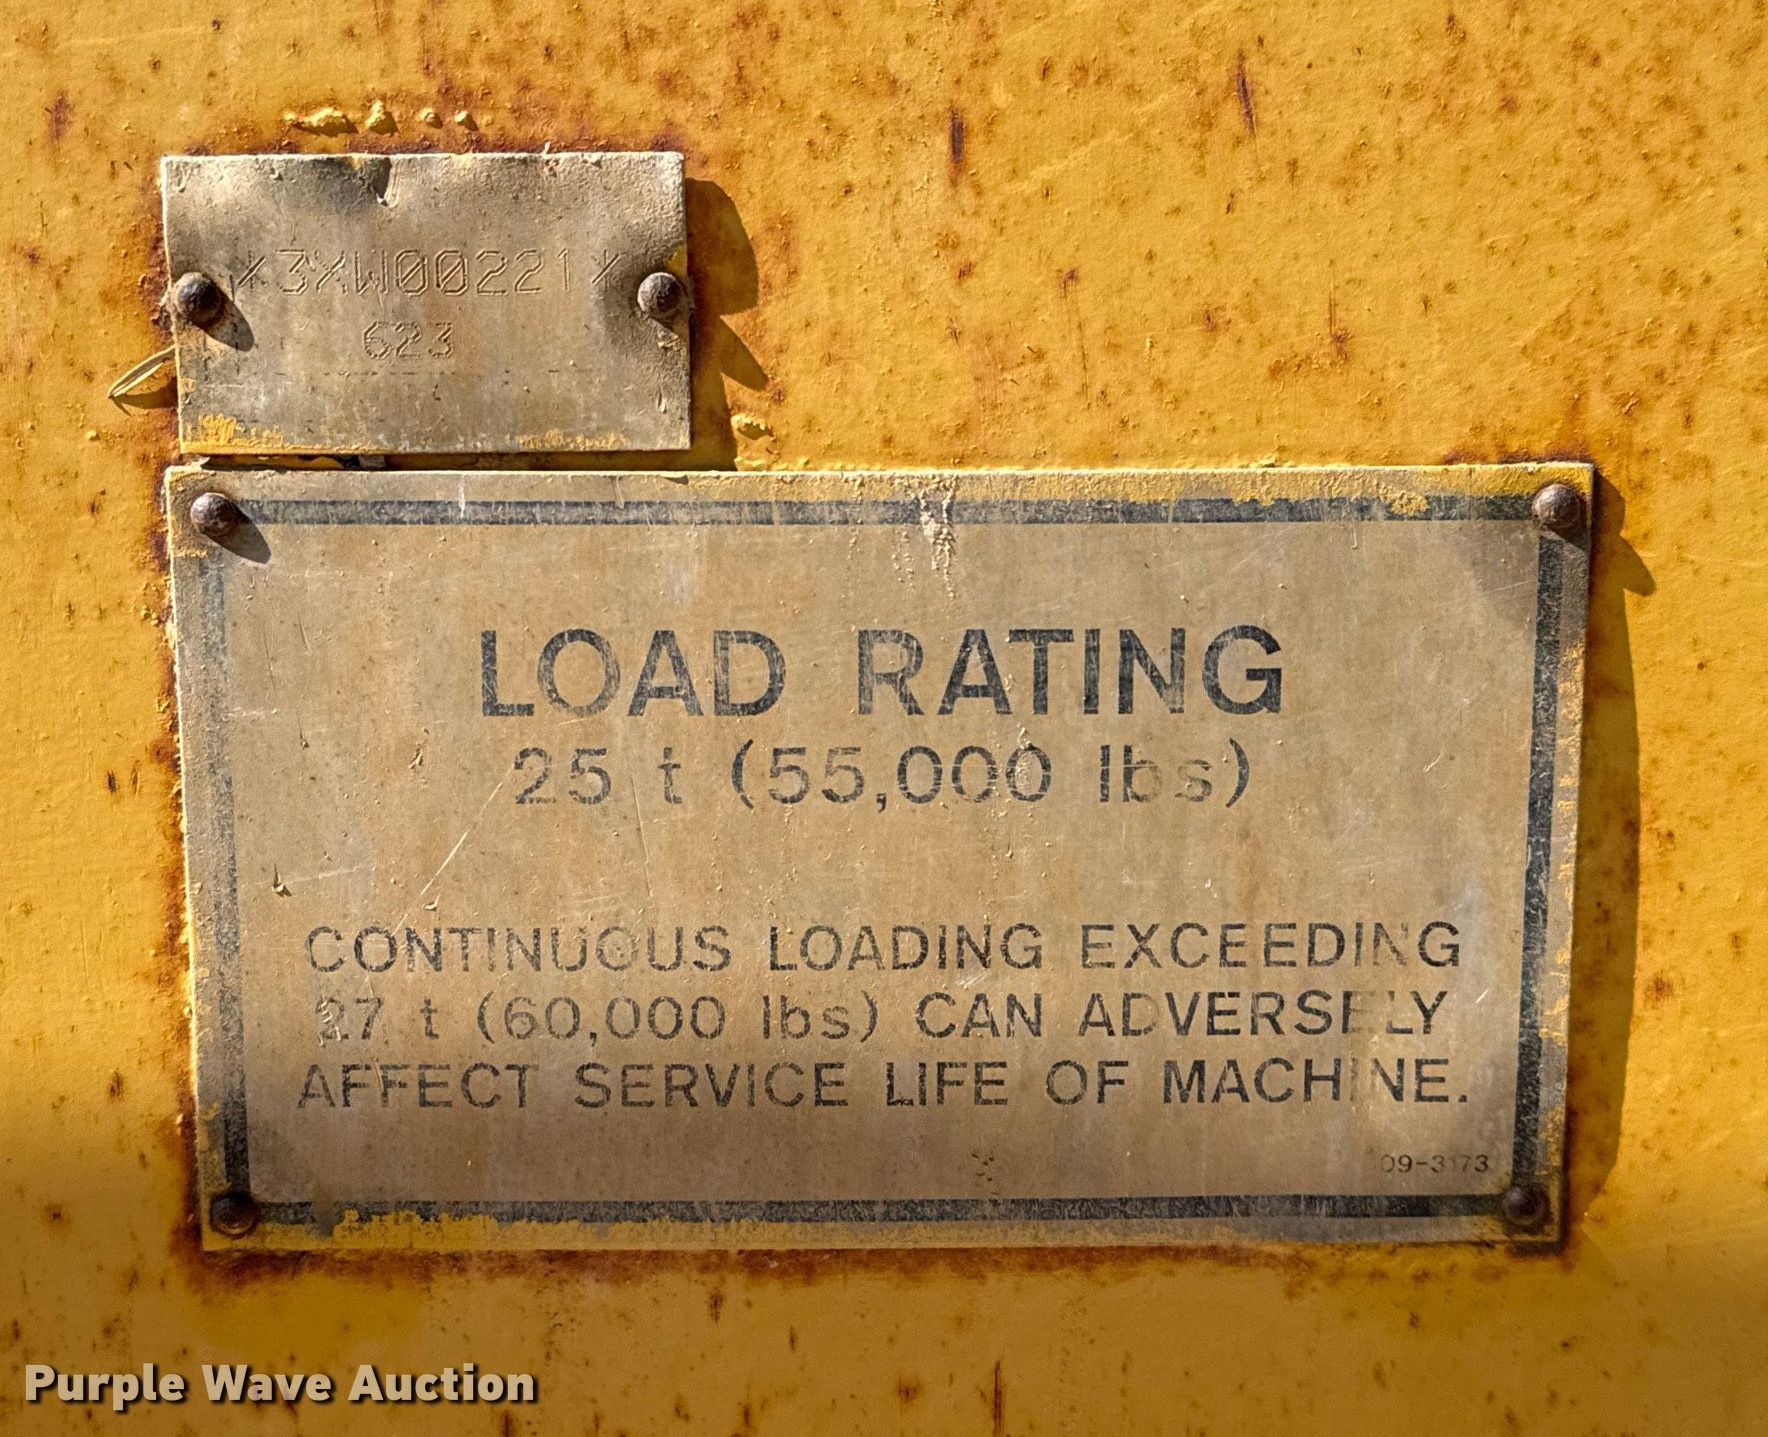 *3XW00221*
623
LOAD RATING
25 t (55,000 lbs)
CONTINUOUS LOADING EXCEEDING
27 t (60,000 lbs) CAN ADVERSELY
AFFECT SERVICE LIFE OF MACHINE.
09-3173
Purple Wave Auction